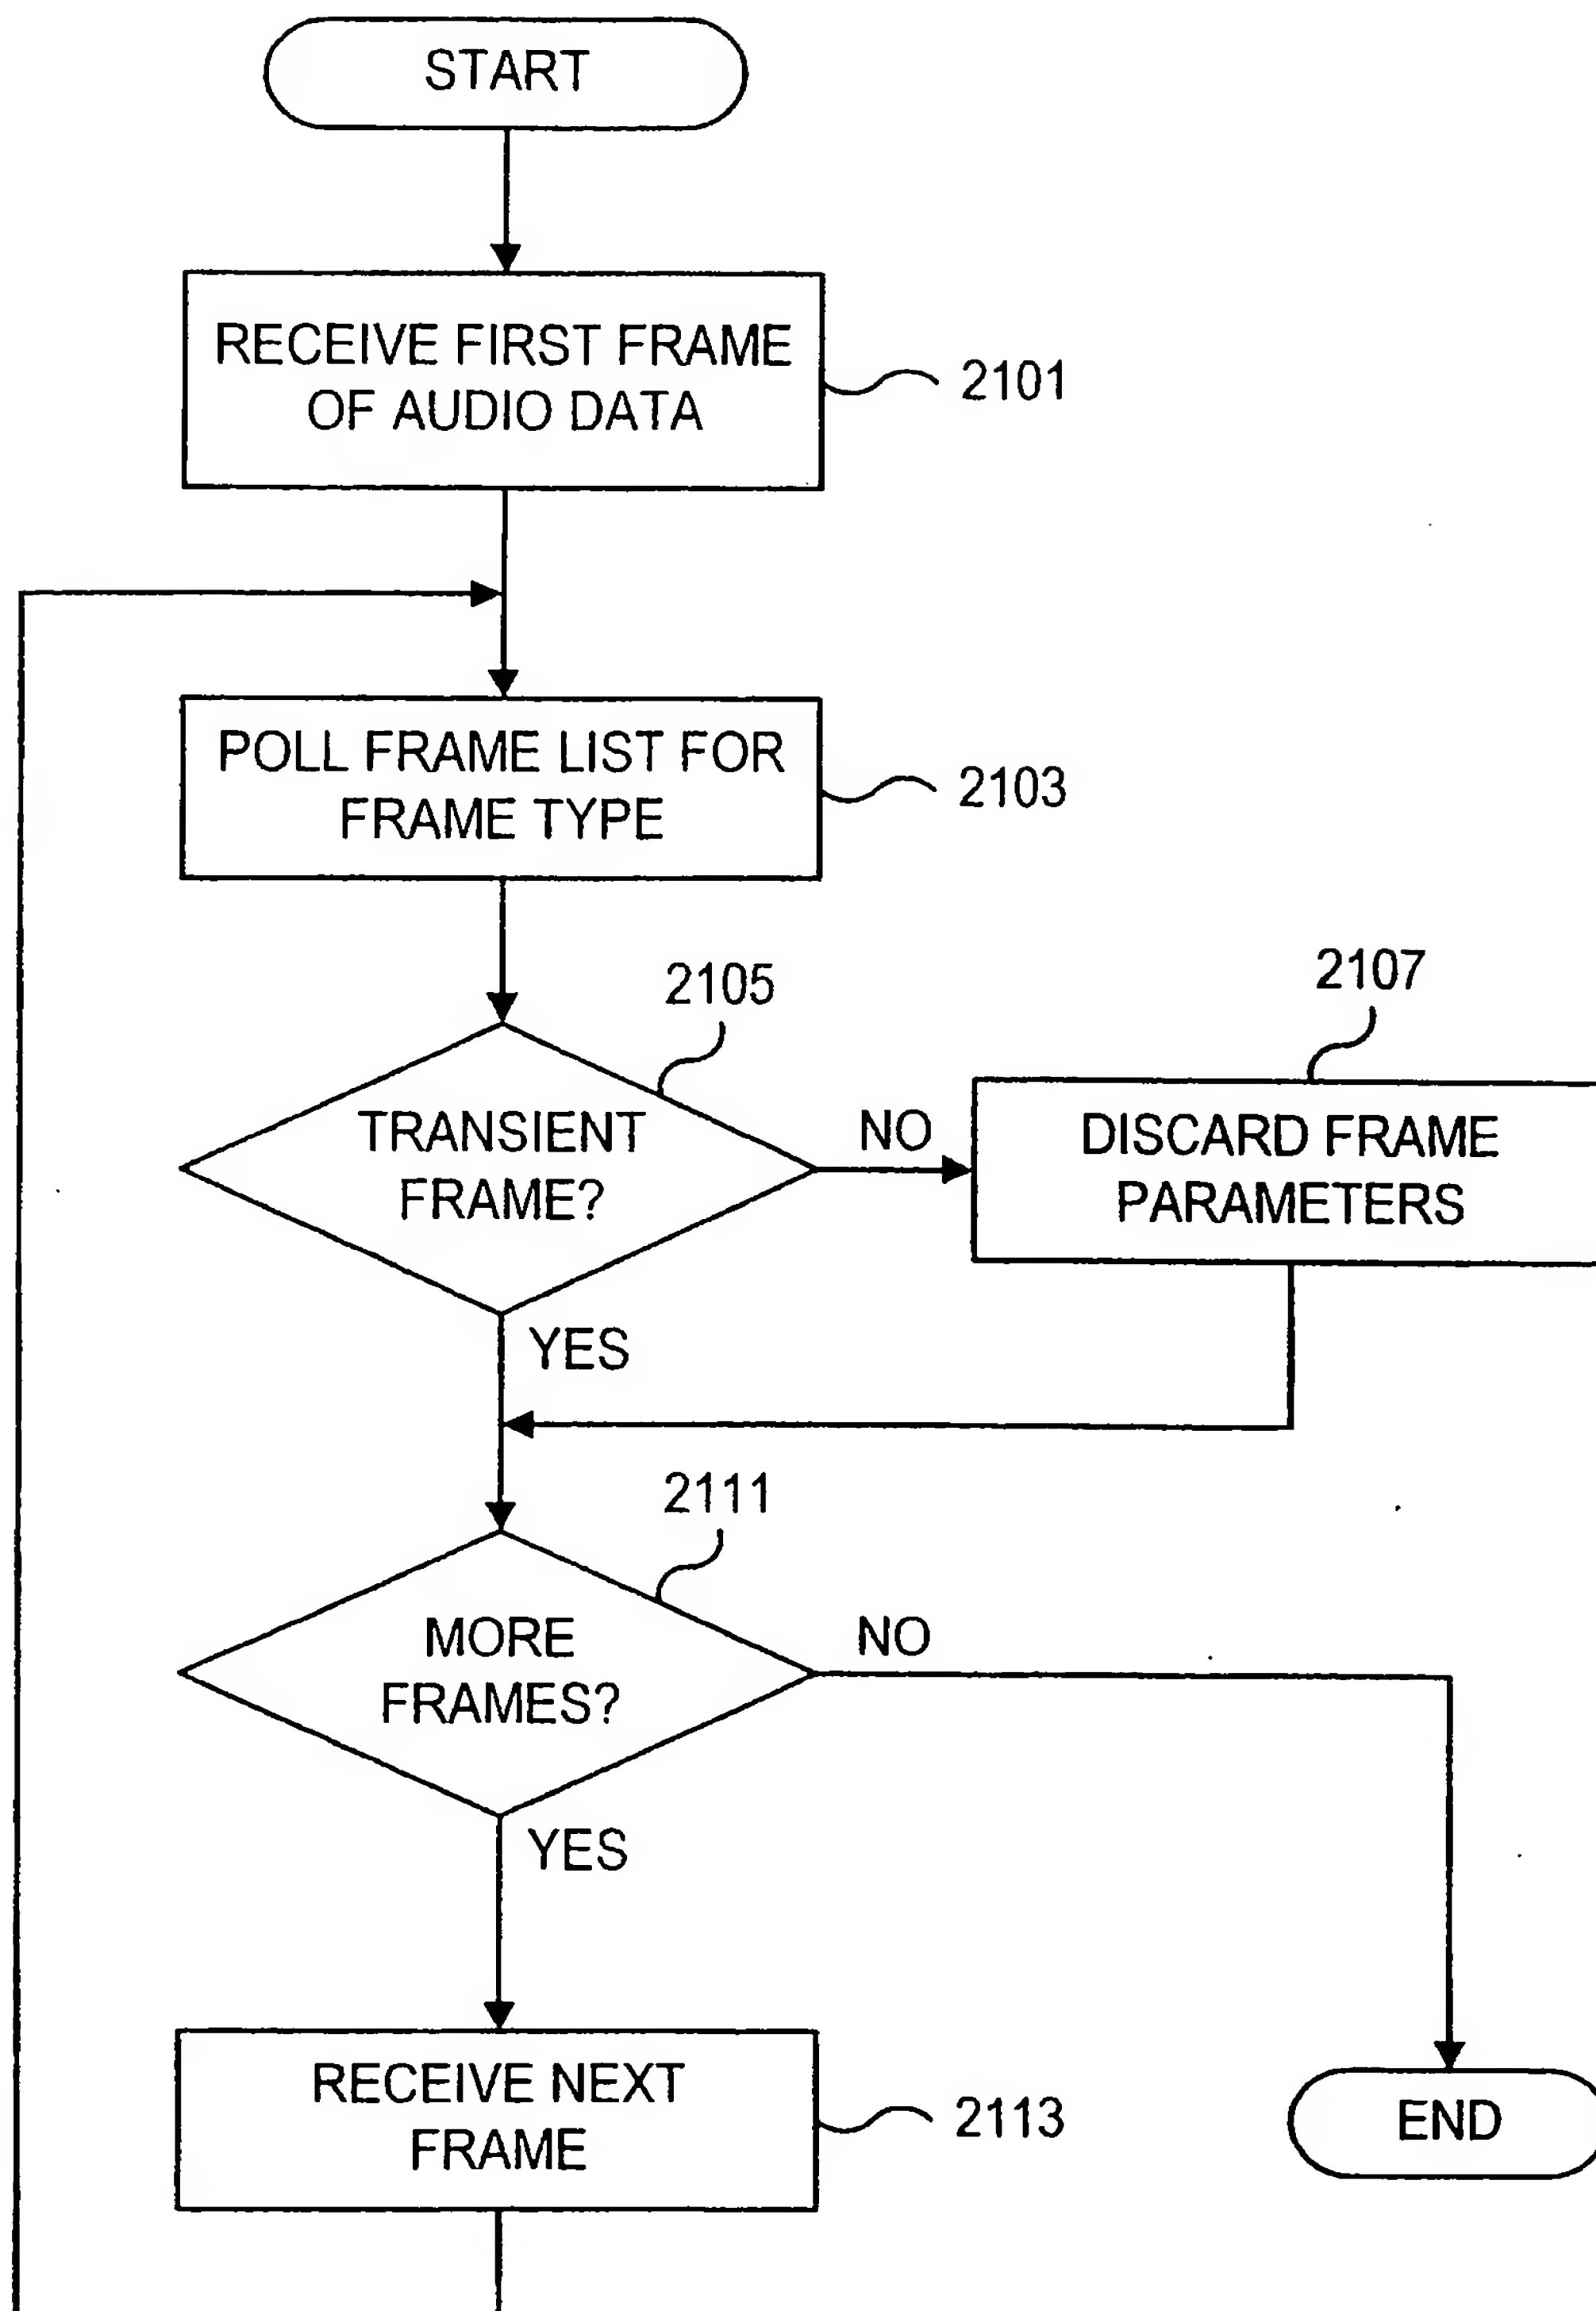 START
RECEIVE FIRST FRAME
OF AUDIO DATA
2101
POLL FRAME LIST FOR
FRAME TYPE
2103
2105
2107
TRANSIENT
FRAME?
NO
DISCARD FRAME
PARAMETERS
YES
2111
MORE
FRAMES?
NO
YES
RECEIVE NEXT
FRAME
2113
END